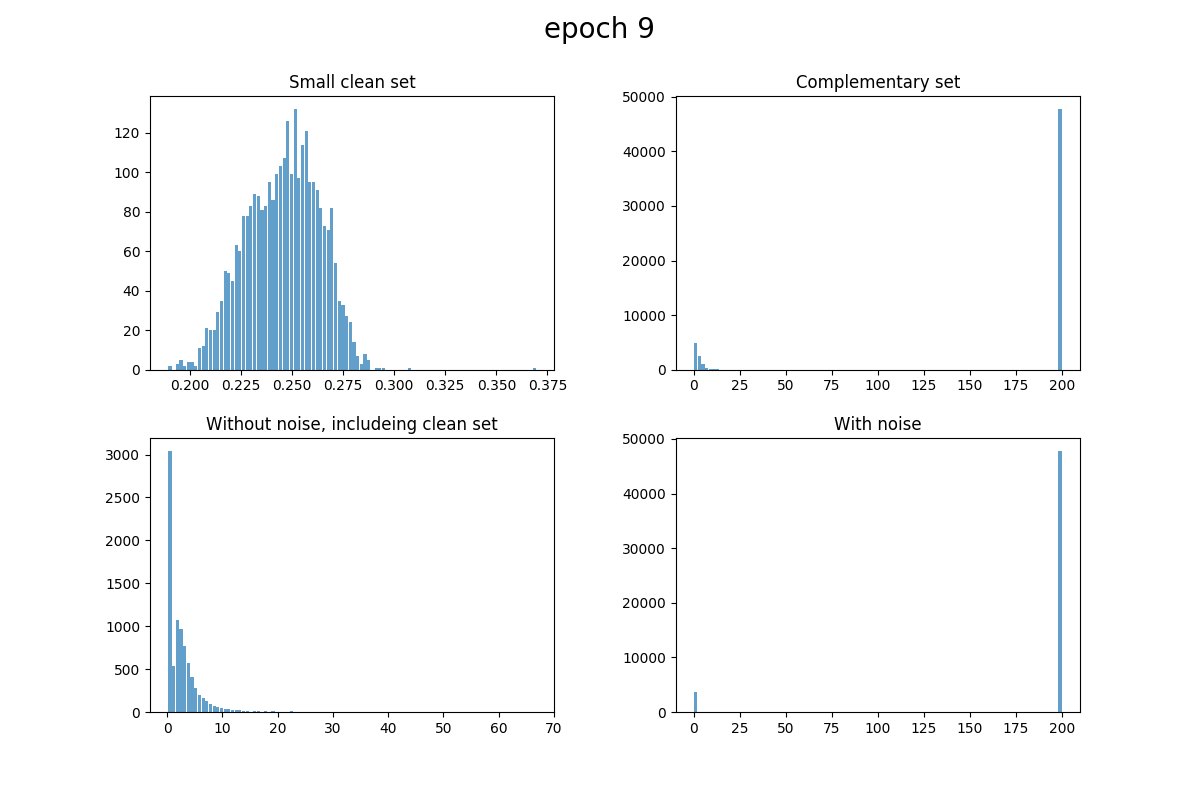 epoch 9
Small clean set
120
100
80
60
40
20
0
0.200 0.225 0.250 0.275 0.300 0.325 0.350 0.375
Complementary set
50000
40000
30000
20000
10000
0
0 25 50 75 100 125 150 175 200
Without noise, includeing clean set
3000
2500
2000
1500
1000
500
0
0 10 20 30 40 50 60 70
With noise
50000
40000
30000
20000
10000
0
0 25 50 75 100 125 150 175 200